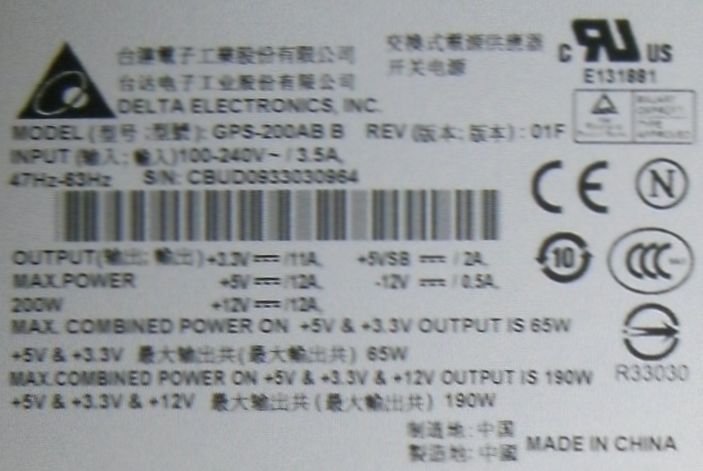 台達電子工業股份有限公司 交換式電源供應器
台达电子工业股份有限公司 开关电源
DELTA ELECTRONICS, INC.
C RU US
E131881
MODEL (型号 :型號): GPS-200AB B REV (版本: 版本) : 01F
INPUT (输入 ; 輸入)100-240V~ / 3.5A,
47Hz-63Hz S/N: CBUD0933030964
CE N
OUTPUT(输出; 輸出)+3.3V⎓/11A, +5VSB ⎓ / 2A,
MAX.POWER +5V⎓/12A, -12V ⎓ / 0.5A,
200W +12V⎓/12A,
10 CCC
MAX. COMBINED POWER ON +5V & +3.3V OUTPUT IS 65W
+5V & +3.3V 最大输出共(最大輸出共) 65W
R33030
MAX.COMBINED POWER ON +5V & +3.3V & +12V OUTPUT IS 190W
+5V & +3.3V & +12V 最大输出共 ( 最大輸出共 ) 190W
制造地: 中国
製造地: 中國 MADE IN CHINA